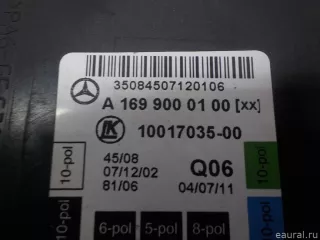 35084507120106
A 169 900 01 00 [xx]
LK 10017035-00
45/08
07/12/02 Q06
81/06 04/07/11
10-pol
10-pol
10-pol
6-pol 5-pol 8-pol
eaural.ru